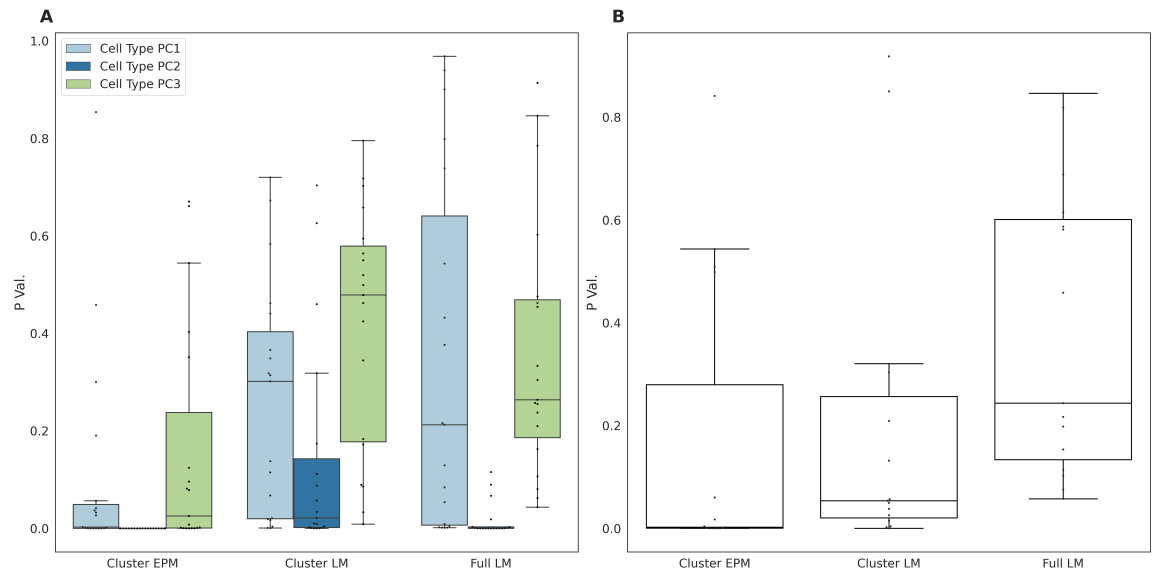 A
Cell Type PC1
Cell Type PC2
Cell Type PC3
1.0
0.8
0.6
0.4
0.2
0.0
P Val.
Cluster EPM Cluster LM Full LM
B
0.8
0.6
0.4
0.2
0.0
P Val.
Cluster EPM Cluster LM Full LM